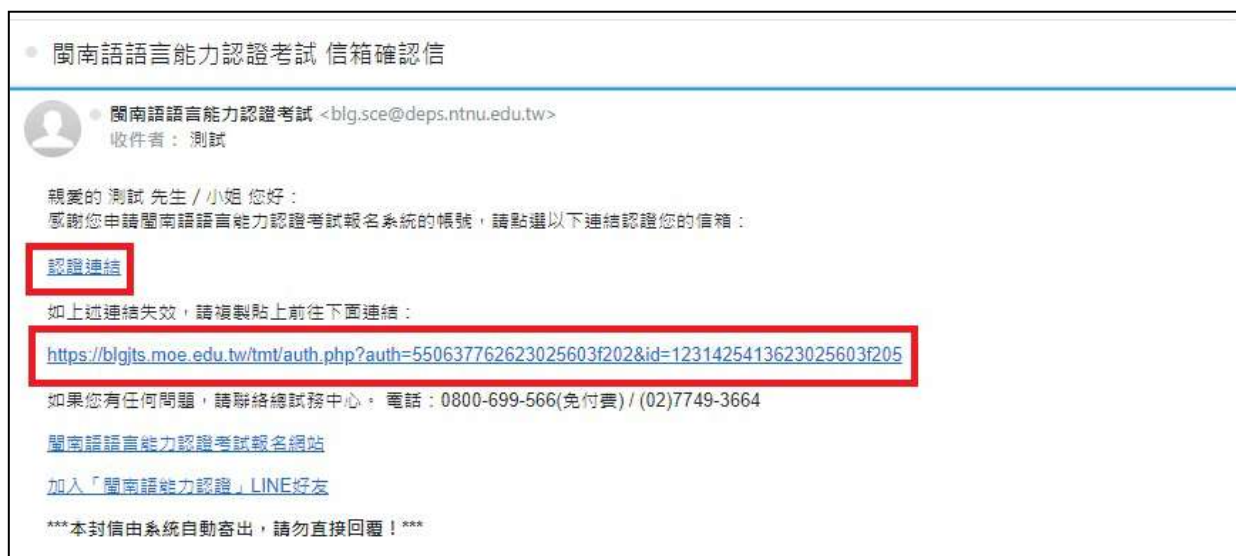 閩南語語言能力認證考試 信箱確認信
閩南語語言能力認證考試 <blg.sce@deps.ntnu.edu.tw>
收件者： 測試
親愛的 測試 先生 / 小姐 您好：
感謝您申請閩南語語言能力認證考試報名系統的帳號，請點選以下連結認證您的信箱：
認證連結
如上述連結失效，請複製貼上前往下面連結：
https://blgjts.moe.edu.tw/tmt/auth.php?auth=550637762623025603f202&id=1231425413623025603f205
如果您有任何問題，請聯絡總試務中心。 電話：0800-699-566(免付費) / (02)7749-3664
閩南語語言能力認證考試報名網站
加入「閩南語能力認證」LINE好友
***本封信由系統自動寄出，請勿直接回覆！***